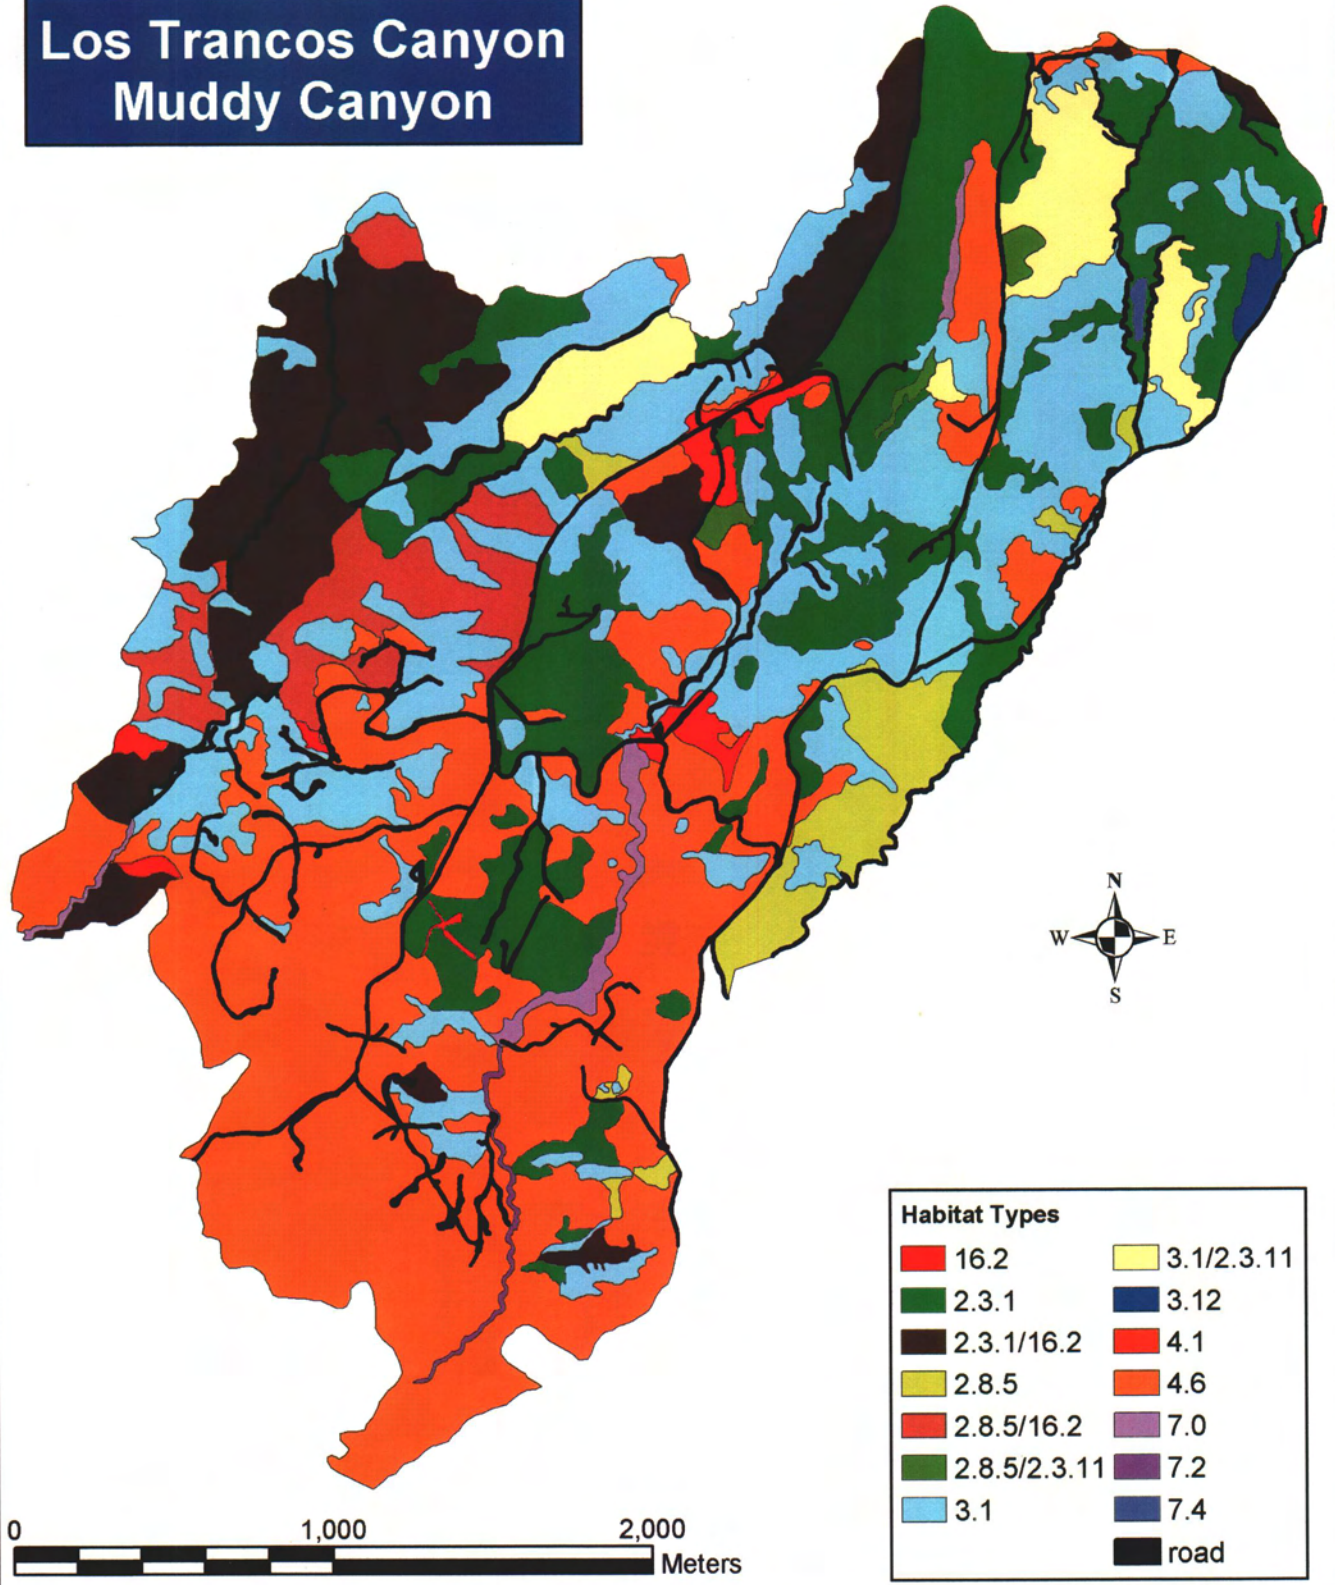 Los Trancos Canyon
Muddy Canyon
N
W E
S
Habitat Types
16.2
2.3.1
2.3.1/16.2
2.8.5
2.8.5/16.2
2.8.5/2.3.11
3.1
3.1/2.3.11
3.12
4.1
4.6
7.0
7.2
7.4
road
0 1,000 2,000
Meters